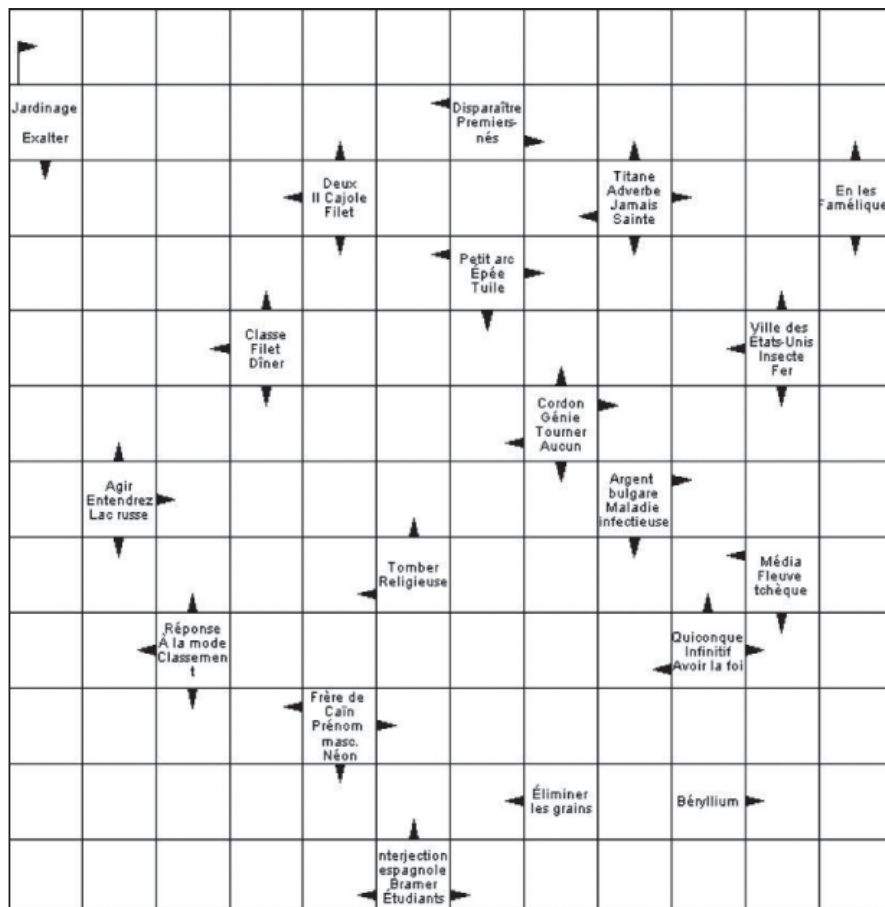 Jardinage
Exalter
Disparaître
Premiers-
nés
Deux
II Cajole
Filet
Titane
Adverbe
Jamais
Sainte
En les
Famélique
Petit arc
Épée
Tuile
Classe
Filet
Dîner
Ville des
États-Unis
Insecte
Fer
Cordon
Génie
Tourner
Aucun
Agir
Entendrez
Lac russe
Argent
bulgare
Maladie
infectieuse
Tomber
Religieuse
Média
Fleuve
tchèque
Réponse
À la mode
Classemen
t
Quiconque
Infinitif
Avoir la foi
Frère de
Caïn
Prénom
masc.
Néon
Éliminer
les grains
Béryllium
nterjection
espagnole
Bramer
Étudiants